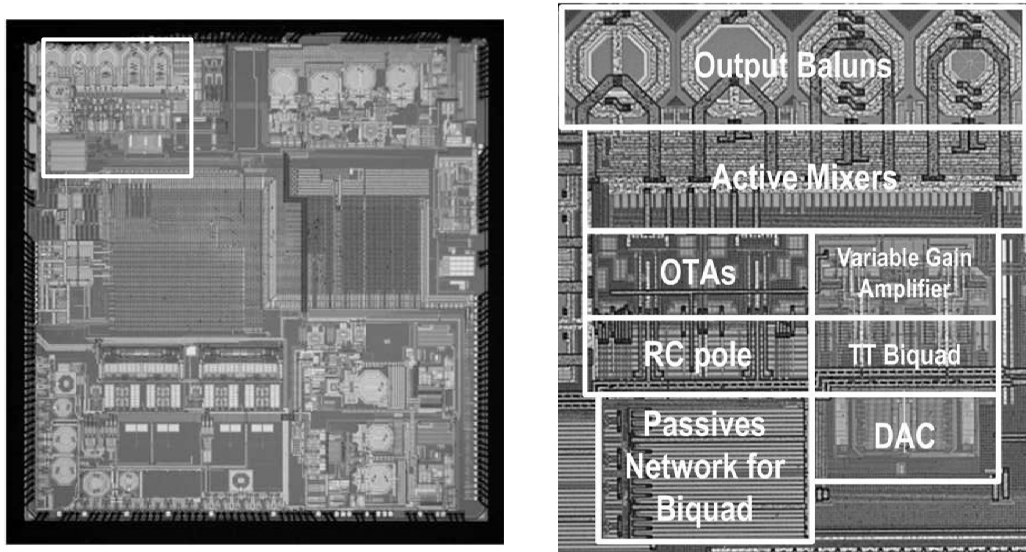 Output Baluns
Active Mixers
OTAs
Variable Gain
Amplifier
RC pole
TT Biquad
Passives
Network for
Biquad
DAC